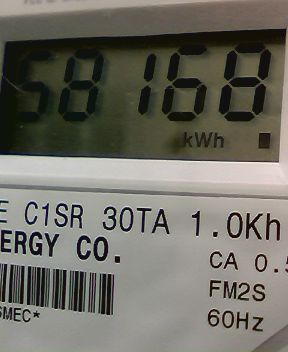 58168
kWh
E C1SR 30TA 1.0Kh
ERGY CO.
CA 0.5
FM2S
60Hz
SMEC*